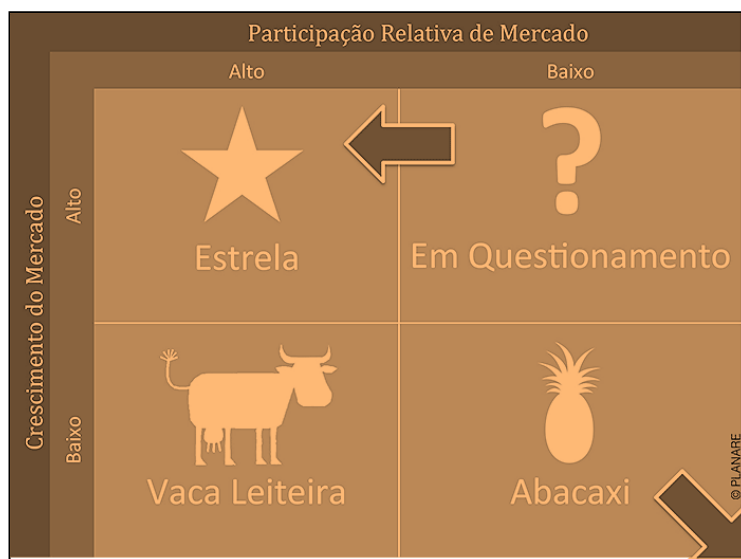 Participação Relativa de Mercado
Alto
Baixo
Crescimento do Mercado
Alto
?
Estrela
Em Questionamento
Baixo
Vaca Leiteira
Abacaxi
© PLANARE